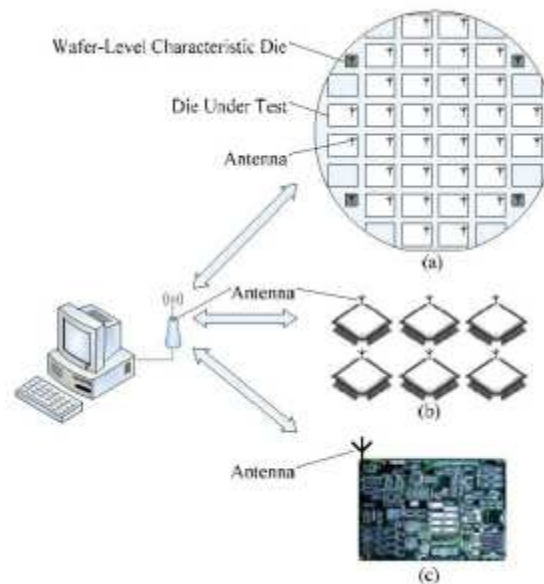 Wafer-Level Characteristic Die
Die Under Test
Antenna
(a)
Antenna
(b)
Antenna
(c)